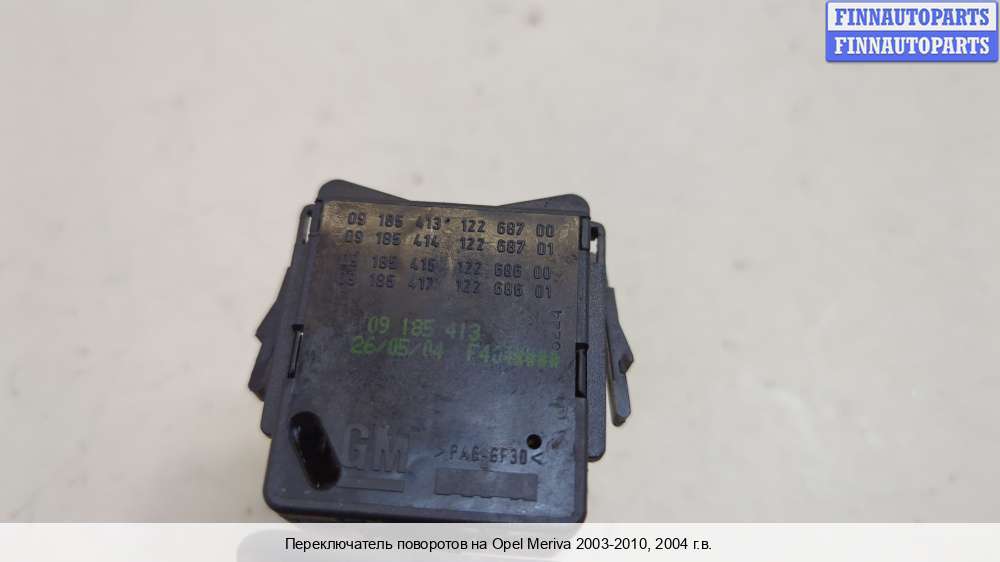 FINNAUTOPARTS
FINNAUTOPARTS
09 185 413 122 687 00
09 185 414 122 687 01
185 415 122 686 00
185 417 122 686 01
09 185 413
26/05/04
GM
>PA6-GF30<
Переключатель поворотов на Opel Meriva 2003-2010, 2004 г.в.